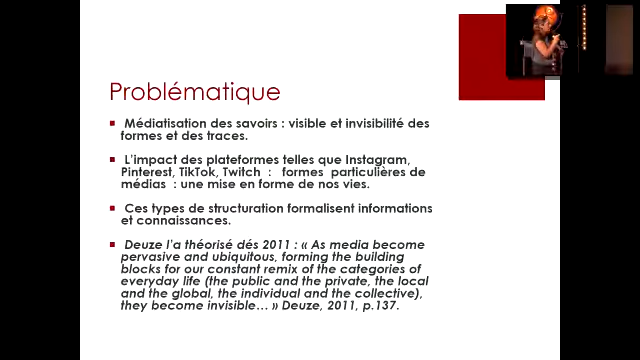 Problématique
Médiatisation des savoirs : visible et invisibilité des
formes et des traces.
L'impact des plateformes telles que Instagram,
Pinterest, TikTok, Twitch : formes particulières de
médias : une mise en forme de nos vies.
Ces types de structuration formalisent informations
et connaissances.
Deuze l'a théorisé dés 2011 : « As media become
pervasive and ubiquitous, forming the building
blocks for our constant remix of the categories of
everyday life (the public and the private, the local
and the global, the individual and the collective),
they become invisible… » Deuze, 2011, p.137.